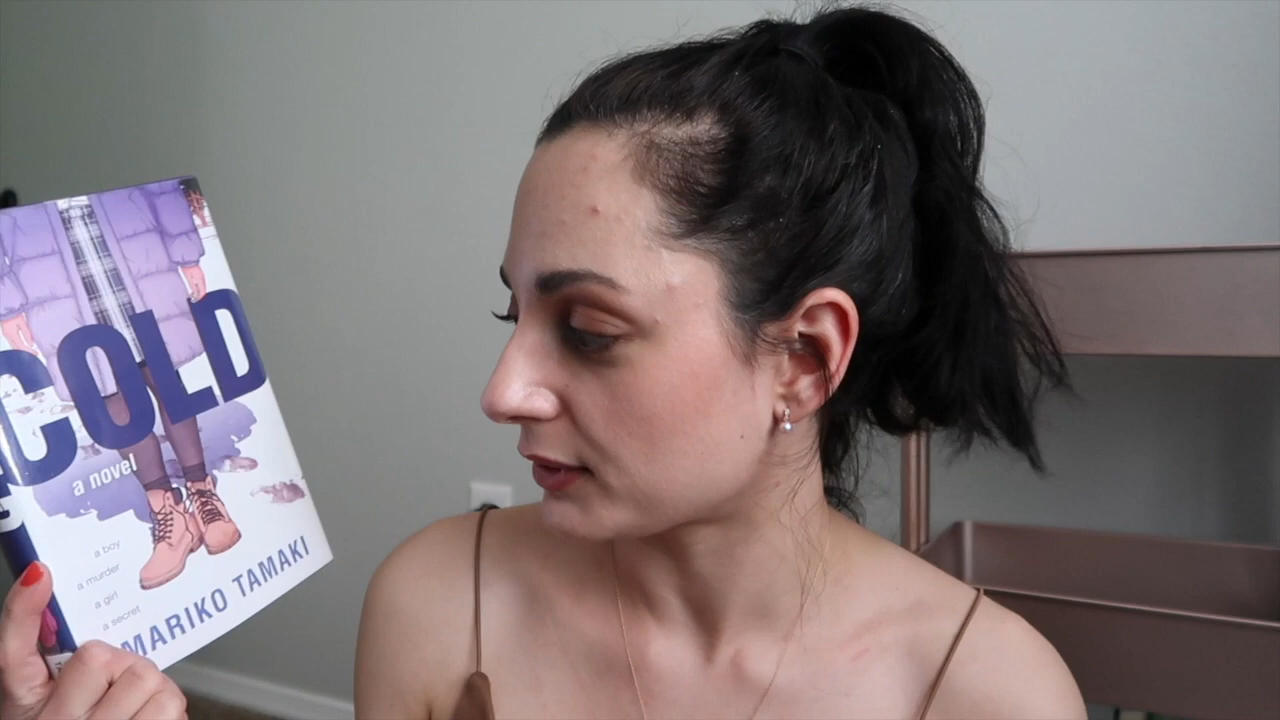 COLD
a novel
a boy
a murder
a girl
a secret
MARIKO TAMAKI